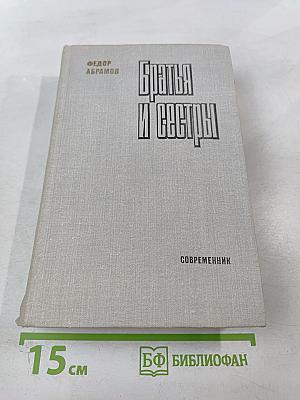 ФЕДОР
АБРАМОВ
Братья
и сестры
СОВРЕМЕННИК
15 см
БФ БИБЛИОФАН